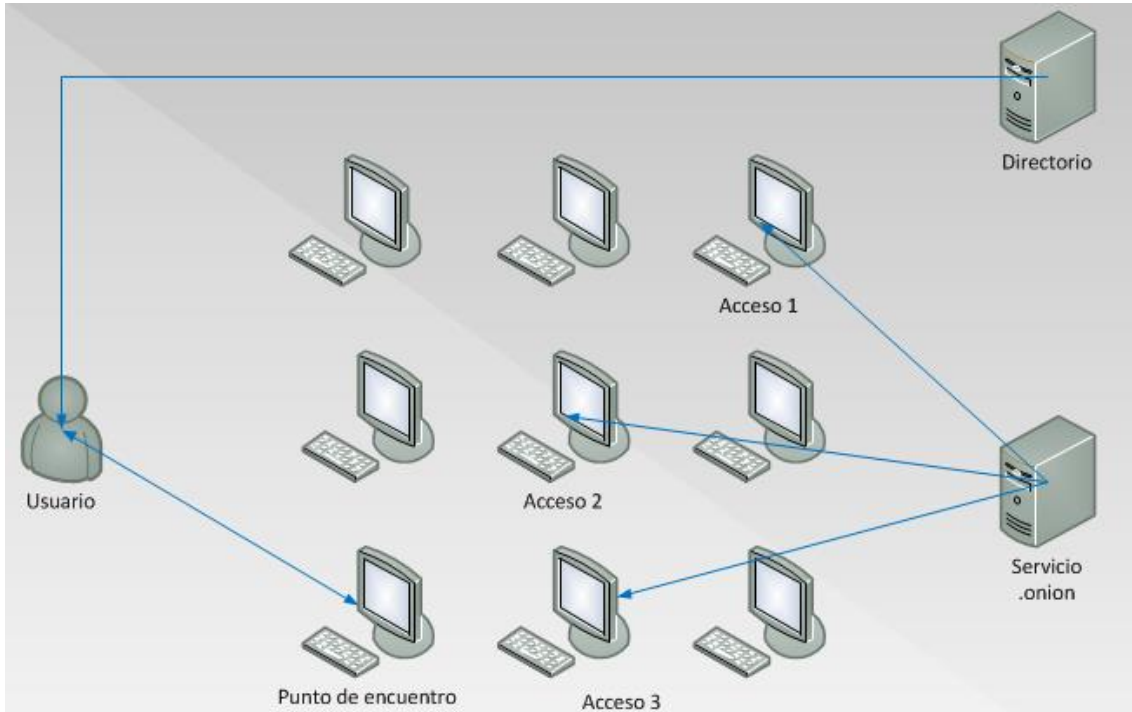 Directorio
Acceso 1
Usuario
Acceso 2
Servicio
.onion
Punto de encuentro
Acceso 3